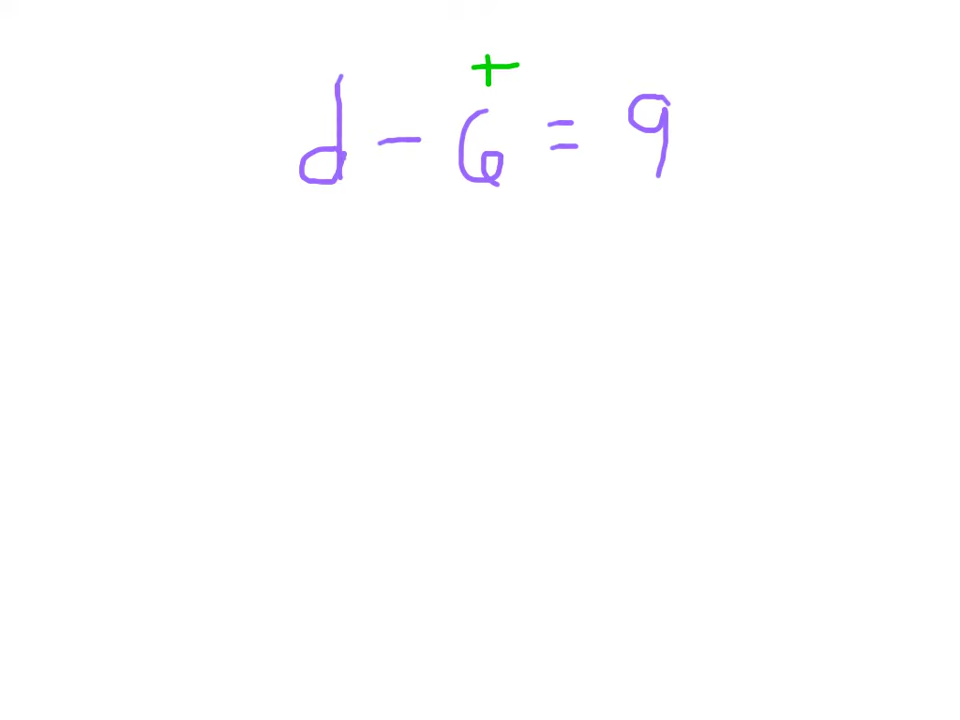 +
d - 6 = 9